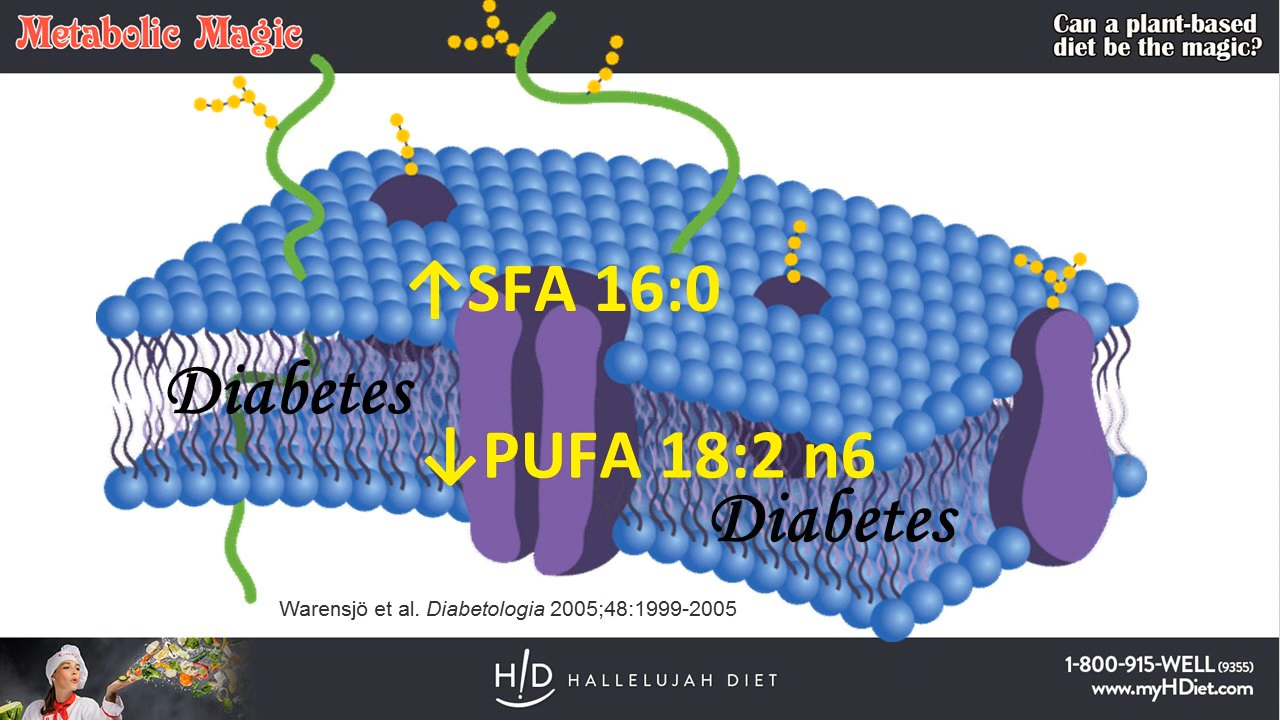 Metabolic Magic
Can a plant-based
diet be the magic?
↑SFA 16:0
Diabetes
↓PUFA 18:2 n6
Diabetes
Warensjö et al. Diabetologia 2005;48:1999-2005
H!D HALLELUJAH DIET
1-800-915-WELL (9355)
www.myHDiet.com